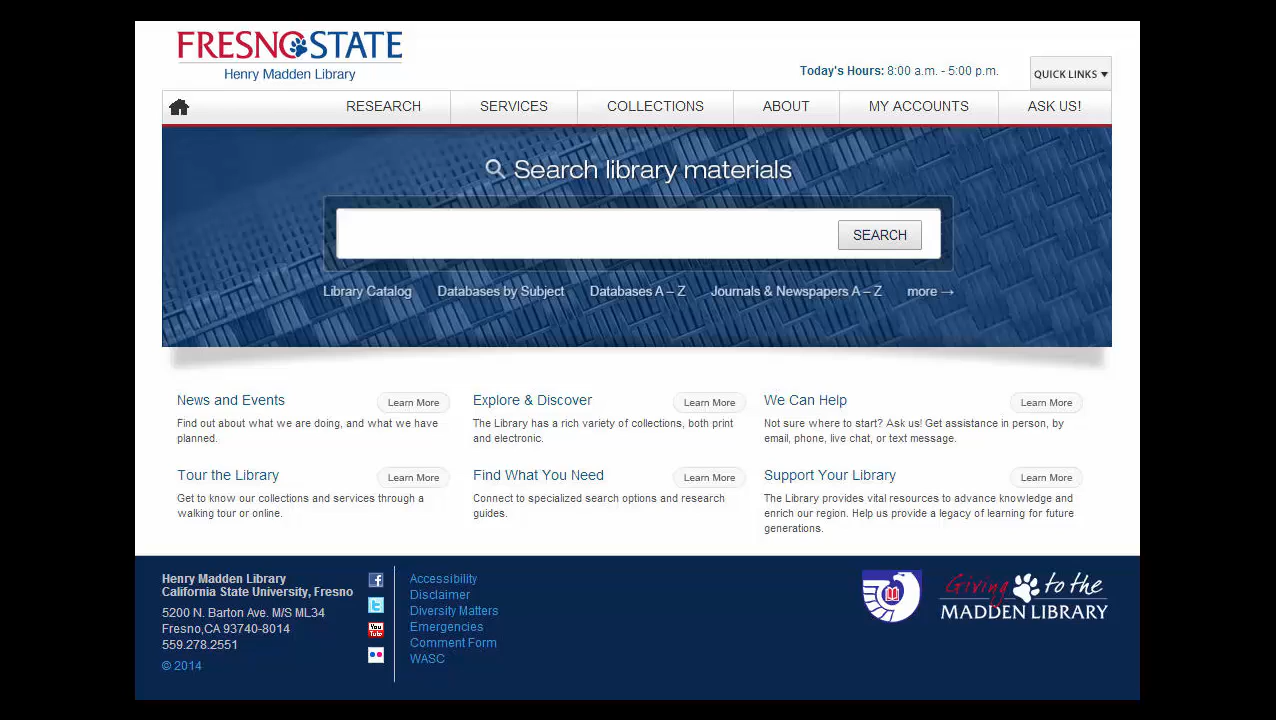 FRESNO STATE
Henry Madden Library
Today's Hours: 8:00 a.m. - 5:00 p.m.
QUICK LINKS
RESEARCH SERVICES COLLECTIONS ABOUT MY ACCOUNTS ASK US!
Search library materials
SEARCH
Library Catalog Databases by Subject Databases A – Z Journals & Newspapers A – Z more →
News and Events
Learn More
Find out about what we are doing, and what we have
planned.
Explore & Discover
Learn More
The Library has a rich variety of collections, both print
and electronic.
We Can Help
Learn More
Not sure where to start? Ask us! Get assistance in person, by
email, phone, live chat, or text message.
Tour the Library
Learn More
Get to know our collections and services through a
walking tour or online.
Find What You Need
Learn More
Connect to specialized search options and research
guides.
Support Your Library
Learn More
The Library provides vital resources to advance knowledge and
enrich our region. Help us provide a legacy of learning for future
generations.
Henry Madden Library
California State University, Fresno
5200 N. Barton Ave. M/S ML34
Fresno,CA 93740-8014
559.278.2551
© 2014
You
Tube
Accessibility
Disclaimer
Diversity Matters
Emergencies
Comment Form
WASC
Giving to the
MADDEN LIBRARY